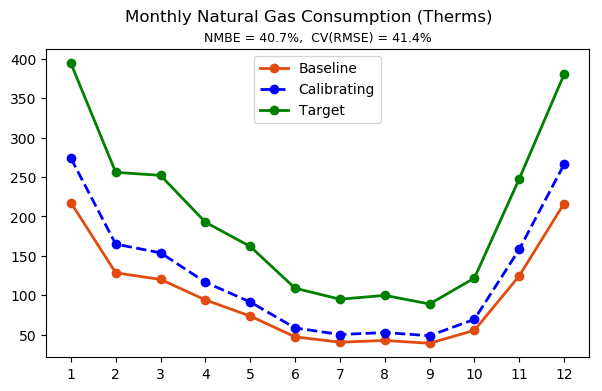 Monthly Natural Gas Consumption (Therms)
NMBE = 40.7%,  CV(RMSE) = 41.4%
Baseline
Calibrating
Target
400
350
300
250
200
150
100
50
1 2 3 4 5 6 7 8 9 10 11 12